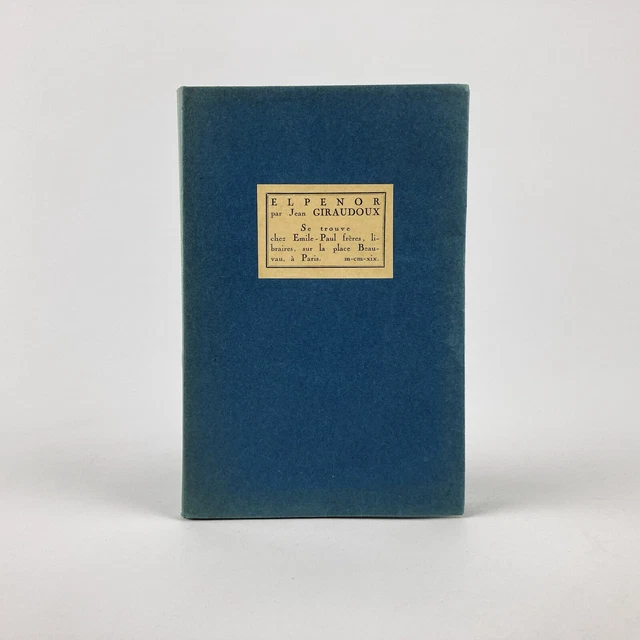 ELPENOR
par Jean GIRAUDOUX
Se trouve
chez Emile-Paul frères, li-
braires, sur la place Beau-
vau, à Paris. m-cm-xix.